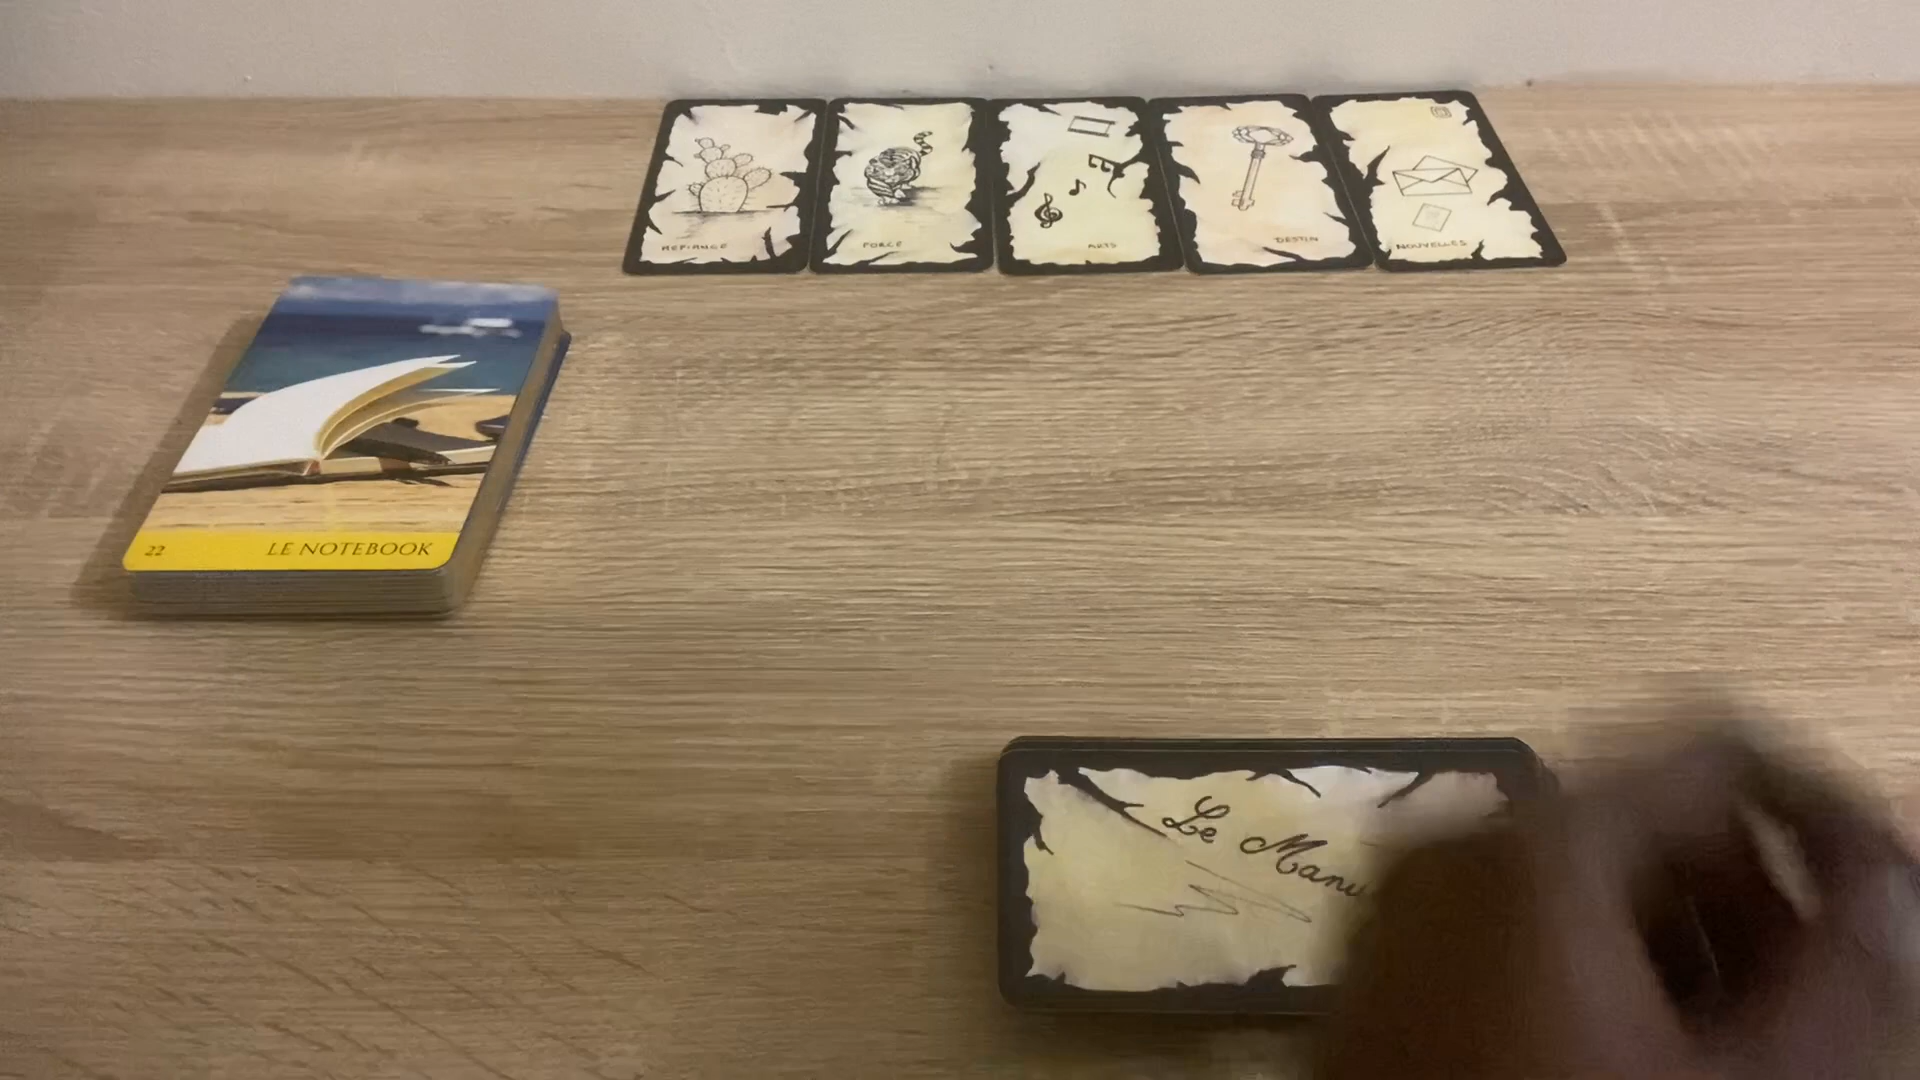 MEFIANCE
FORCE
ARTS
DESTIN
NOUVELLES
22 LE NOTEBOOK
Le Manu